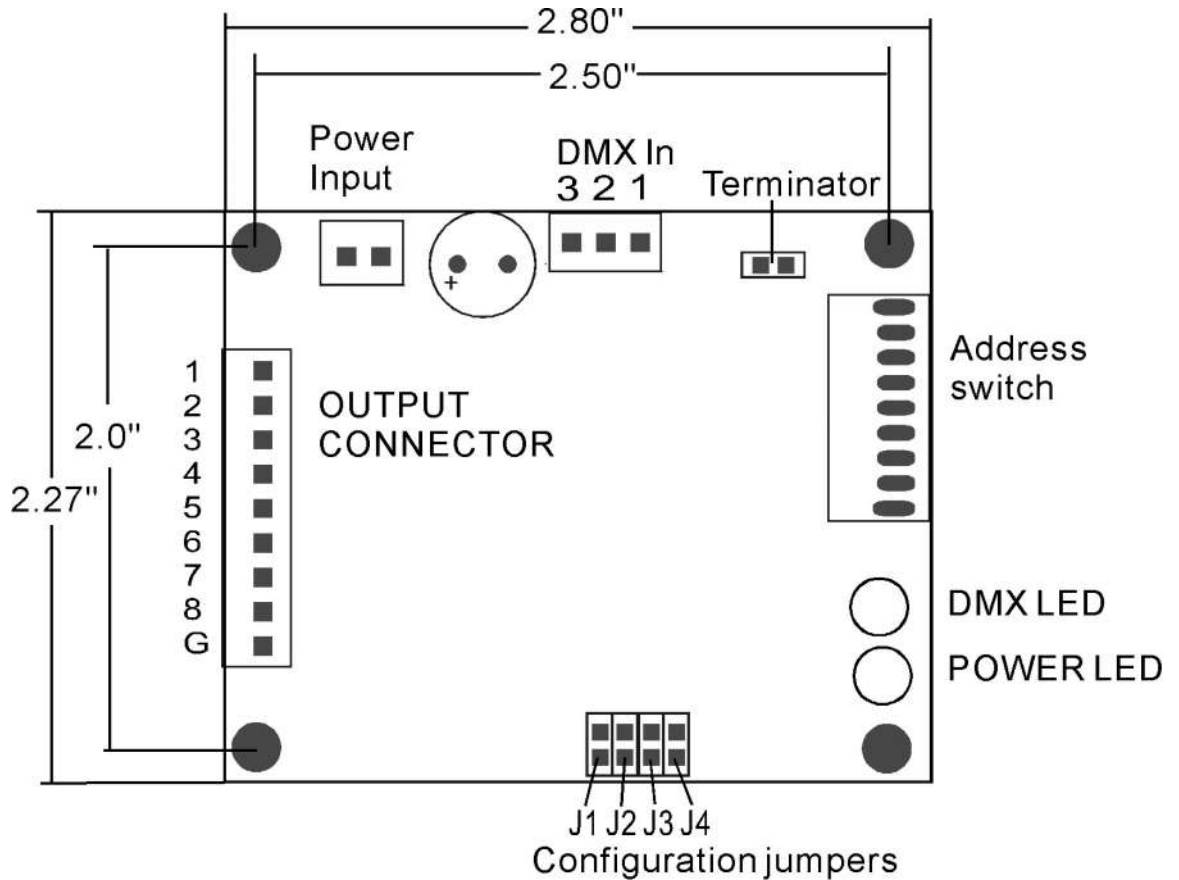 2.80"
2.50"
Power
Input
DMX In
3 2 1
Terminator
+
Address
switch
1
2
3
4
5
6
7
8
G
OUTPUT
CONNECTOR
2.0"
2.27"
DMX LED
POWER LED
J1 J2 J3 J4
Configuration jumpers